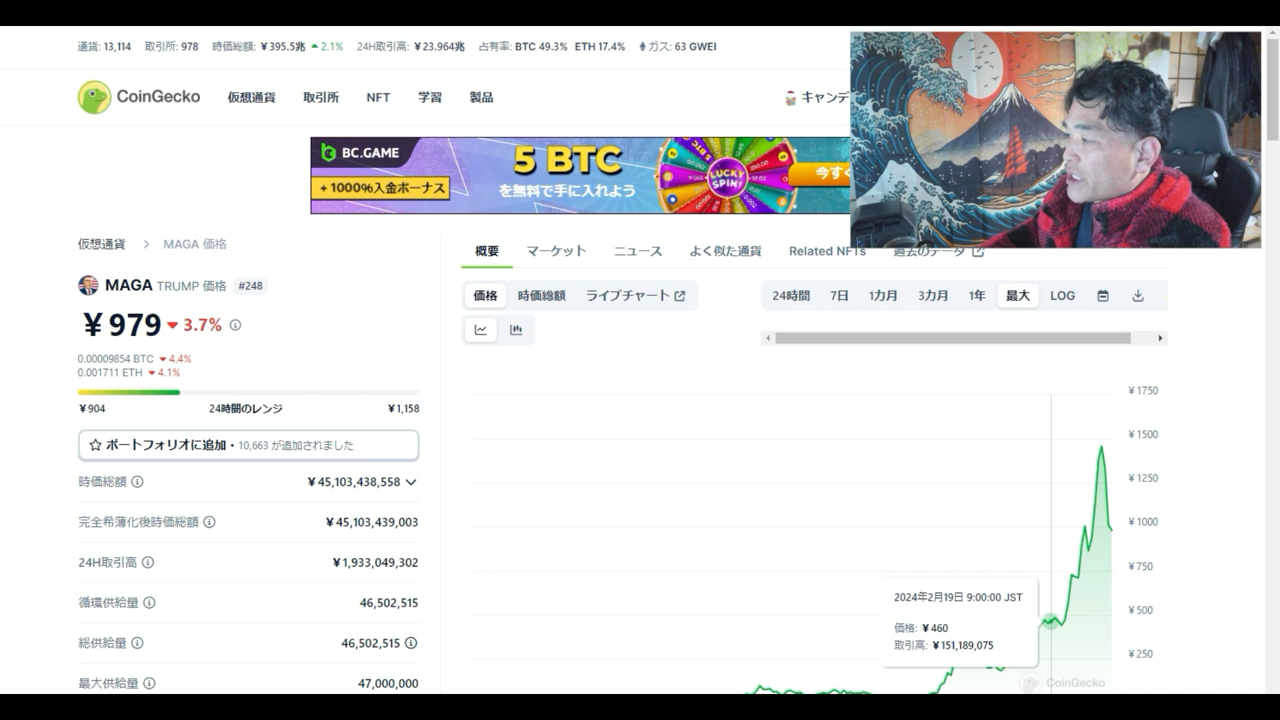 通貨: 13,114 取引所: 978 時価総額: ¥395.5兆 2.1% 24H取引高: ¥23.964兆 占有率: BTC 49.3% ETH 17.4% ガス: 63 GWEI
CoinGecko 仮想通貨 取引所 NFT 学習 製品 キャンデ
BC.GAME
+1000%入金ボーナス
5 BTC
を無料で手に入れよう
LUCKY SPIN!
今すぐ
仮想通貨 > MAGA 価格
MAGA TRUMP 価格 #248
¥979 3.7%
0.00009854 BTC 4.4%
0.001711 ETH 4.1%
¥904 24時間のレンジ ¥1,158
ポートフォリオに追加 • 10,663 が追加されました
時価総額 ¥45,103,438,558
完全希薄化後時価総額 ¥45,103,439,003
24H取引高 ¥1,933,049,302
循環供給量 46,502,515
総供給量 46,502,515
最大供給量 47,000,000
概要 マーケット ニュース よく似た通貨 Related NFTs 過去のデータ
価格 時価総額 ライブチャート 24時間 7日 1カ月 3カ月 1年 最大 LOG
¥1750
¥1500
¥1250
¥1000
¥750
¥500
¥250
2024年2月19日 9:00:00 JST
価格: ¥460
取引高: ¥151,189,075
CoinGecko